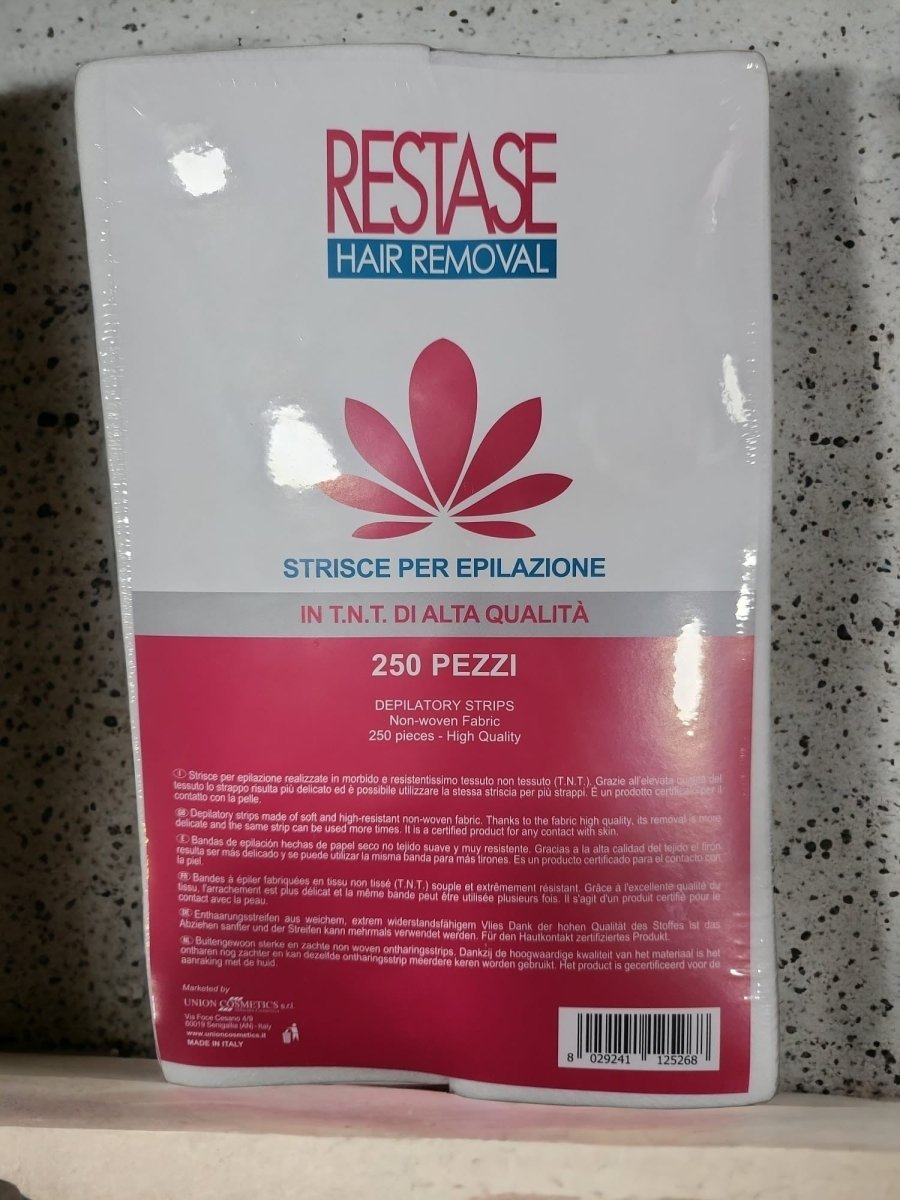 RESTASE
HAIR REMOVAL
STRISCE PER EPILAZIONE
IN T.N.T. DI ALTA QUALITÀ
250 PEZZI
DEPILATORY STRIPS
Non-woven Fabric
250 pieces - High Quality
I Strisce per epilazione realizzate in morbido e resistentissimo tessuto non tessuto (T.N.T.). Grazie all'elevata qualità del
tessuto lo strappo risulta più delicato ed è possibile utilizzare la stessa striscia per più strappi. È un prodotto certificato per il
contatto con la pelle.
GB Depilatory strips made of soft and high-resistant non-woven fabric. Thanks to the fabric high quality, its removal is more
delicate and the same strip can be used more times. It is a certified product for any contact with skin.
E Bandas de epilación hechas de papel seco no tejido suave y muy resistente. Gracias a la alta calidad del tejido el tirón
resulta ser más delicado y se puede utilizar la misma banda para más tirones. Es un producto certificado para el contacto con
la piel.
FR Bandes à épiler fabriquées en tissu non tissé (T.N.T.) souple et extrêmement résistant. Grâce à l'excellente qualité du
tissu, l'arrachement est plus délicat et la même bande peut être utilisée plusieurs fois. Il s'agit d'un produit certifié pour le
contact avec la peau.
DE Enthaarungsstreifen aus weichem, extrem widerstandsfähigem Vlies Dank der hohen Qualität des Stoffes ist das
Abziehen sanfter und der Streifen kann mehrmals verwendet werden. Für den Hautkontakt zertifiziertes Produkt.
NL Buitengewoon sterke en zachte non woven ontharingsstrips. Dankzij de hoogwaardige kwaliteit van het materiaal is het
ontharen nog zachter en kan dezelfde ontharingsstrip meerdere keren worden gebruikt. Het product is gecertificeerd voor de
aanraking met de huid.
Marketed by
UNION COSMETICS s.r.l.
Via Foce Cesano 4/9
60019 Senigallia (AN) - Italy
www.unioncosmetics.it
MADE IN ITALY
8 029241 125268